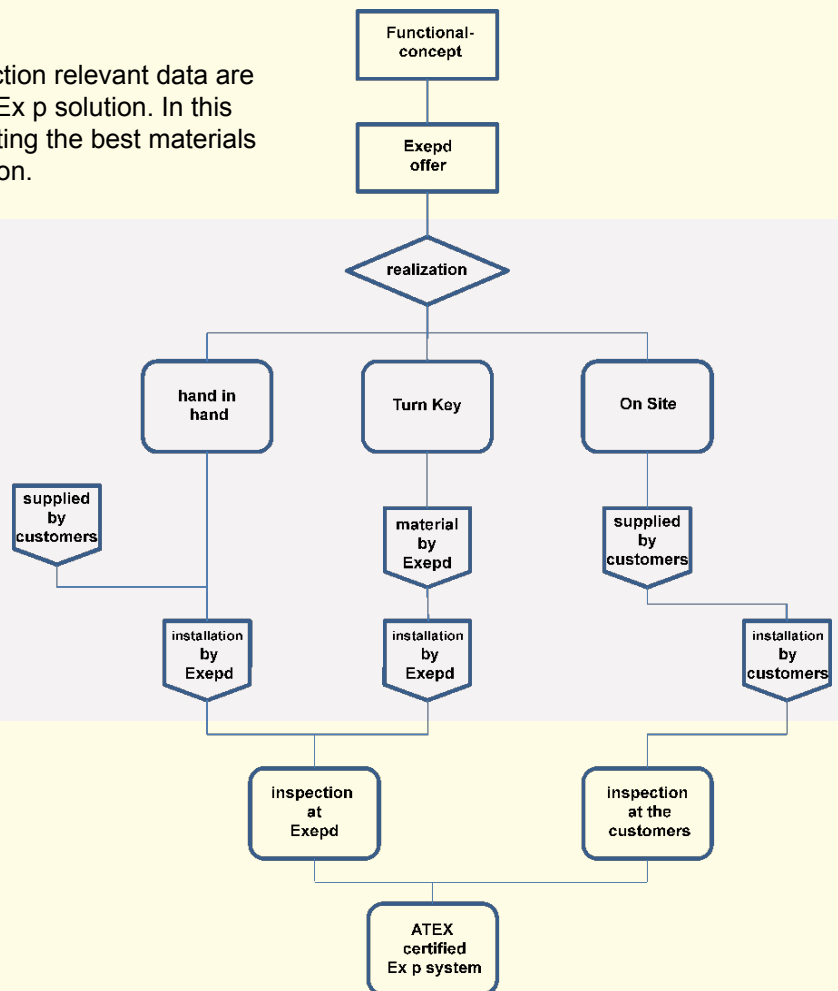 Functional-
concept
ction relevant data are
Ex p solution. In this
ting the best materials
on.
Exepd
offer
realization
hand in
hand
Turn Key
On Site
supplied
by
customers
material
by
Exepd
supplied
by
customers
installation
by
Exepd
installation
by
Exepd
installation
by
customers
inspection
at
Exepd
inspection
at the
customers
ATEX
certified
Ex p system